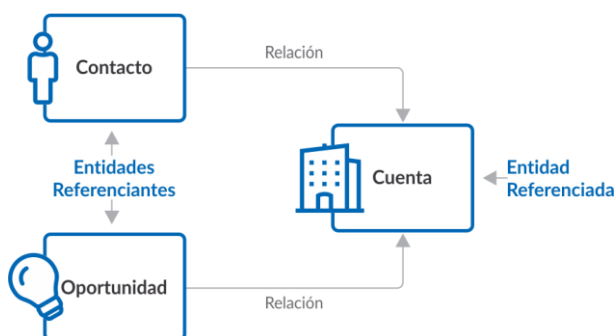 Contacto
Relación
Entidades
Referenciantes
Cuenta
Entidad
Referenciada
Oportunidad
Relación